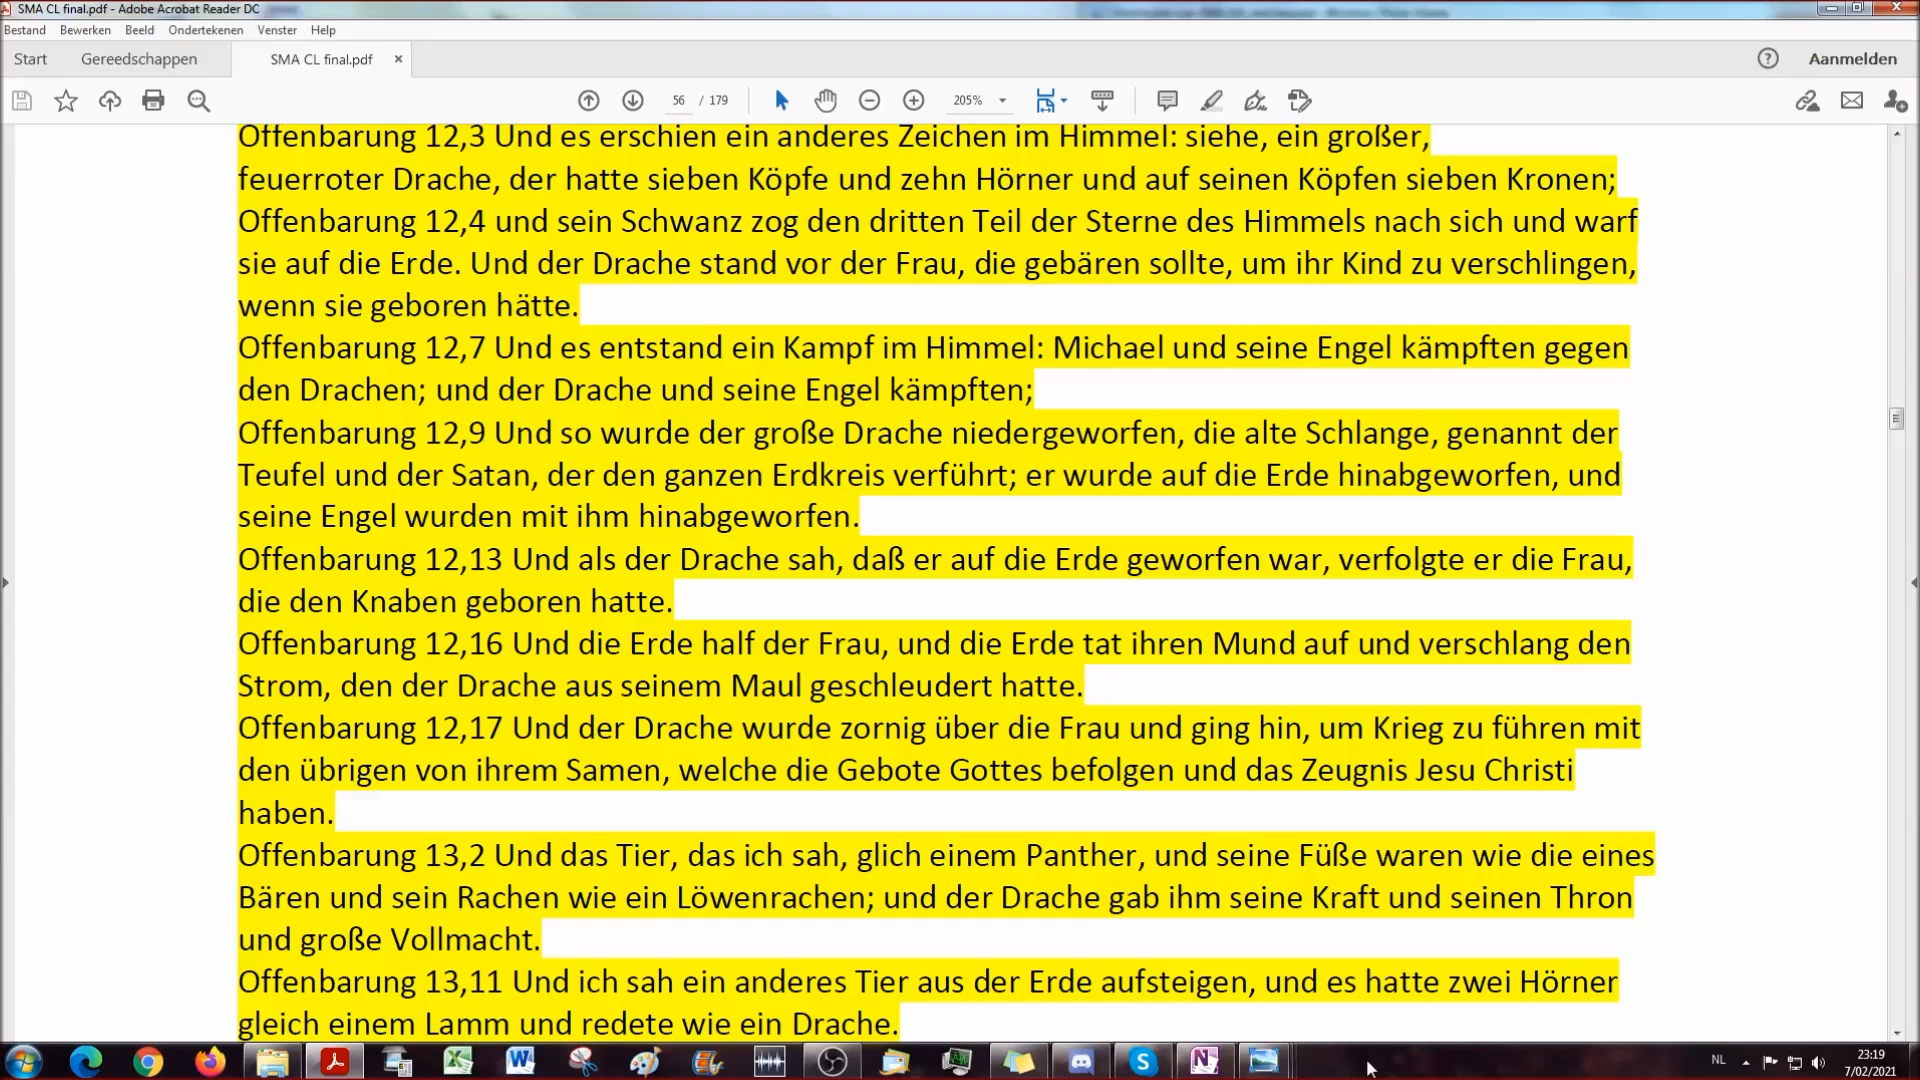 SMA CL final.pdf - Adobe Acrobat Reader DC
Bestand Bewerken Beeld Ondertekenen Venster Help
Start Gereedschappen SMA CL final.pdf × Aanmelden
56 / 179 205%
Offenbarung 12,3 Und es erschien ein anderes Zeichen im Himmel: siehe, ein großer,
feuerroter Drache, der hatte sieben Köpfe und zehn Hörner und auf seinen Köpfen sieben Kronen;
Offenbarung 12,4 und sein Schwanz zog den dritten Teil der Sterne des Himmels nach sich und warf
sie auf die Erde. Und der Drache stand vor der Frau, die gebären sollte, um ihr Kind zu verschlingen,
wenn sie geboren hätte.
Offenbarung 12,7 Und es entstand ein Kampf im Himmel: Michael und seine Engel kämpften gegen
den Drachen; und der Drache und seine Engel kämpften;
Offenbarung 12,9 Und so wurde der große Drache niedergeworfen, die alte Schlange, genannt der
Teufel und der Satan, der den ganzen Erdkreis verführt; er wurde auf die Erde hinabgeworfen, und
seine Engel wurden mit ihm hinabgeworfen.
Offenbarung 12,13 Und als der Drache sah, daß er auf die Erde geworfen war, verfolgte er die Frau,
die den Knaben geboren hatte.
Offenbarung 12,16 Und die Erde half der Frau, und die Erde tat ihren Mund auf und verschlang den
Strom, den der Drache aus seinem Maul geschleudert hatte.
Offenbarung 12,17 Und der Drache wurde zornig über die Frau und ging hin, um Krieg zu führen mit
den übrigen von ihrem Samen, welche die Gebote Gottes befolgen und das Zeugnis Jesu Christi
haben.
Offenbarung 13,2 Und das Tier, das ich sah, glich einem Panther, und seine Füße waren wie die eines
Bären und sein Rachen wie ein Löwenrachen; und der Drache gab ihm seine Kraft und seinen Thron
und große Vollmacht.
Offenbarung 13,11 Und ich sah ein anderes Tier aus der Erde aufsteigen, und es hatte zwei Hörner
gleich einem Lamm und redete wie ein Drache.
NL 23:19
7/02/2021